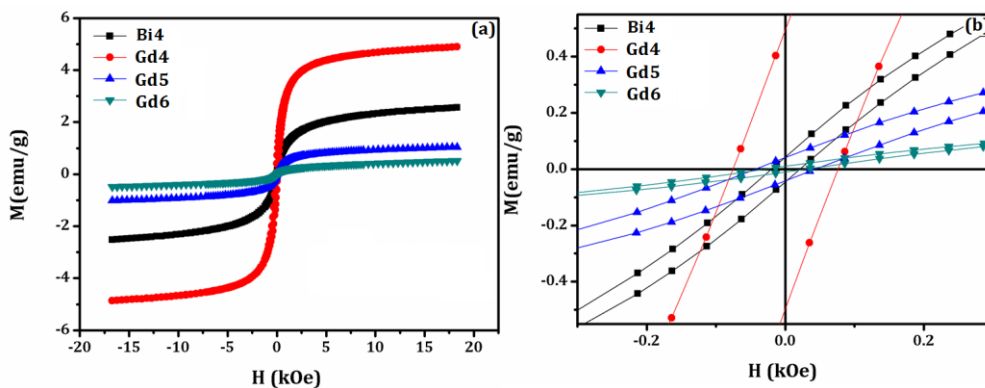 (a)
Bi4
Gd4
Gd5
Gd6
M(emu/g)
6
4
2
0
-2
-4
-6
-20 -15 -10 -5 0 5 10 15 20
H (kOe)
(b)
Bi4
Gd4
Gd5
Gd6
M(emu/g)
0.4
0.2
0.0
-0.2
-0.4
-0.2 0.0 0.2
H (kOe)